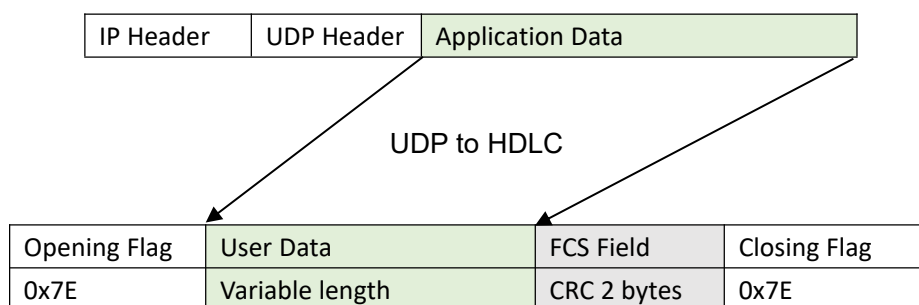 IP Header UDP Header Application Data
UDP to HDLC
Opening Flag User Data FCS Field Closing Flag
0x7E Variable length CRC 2 bytes 0x7E